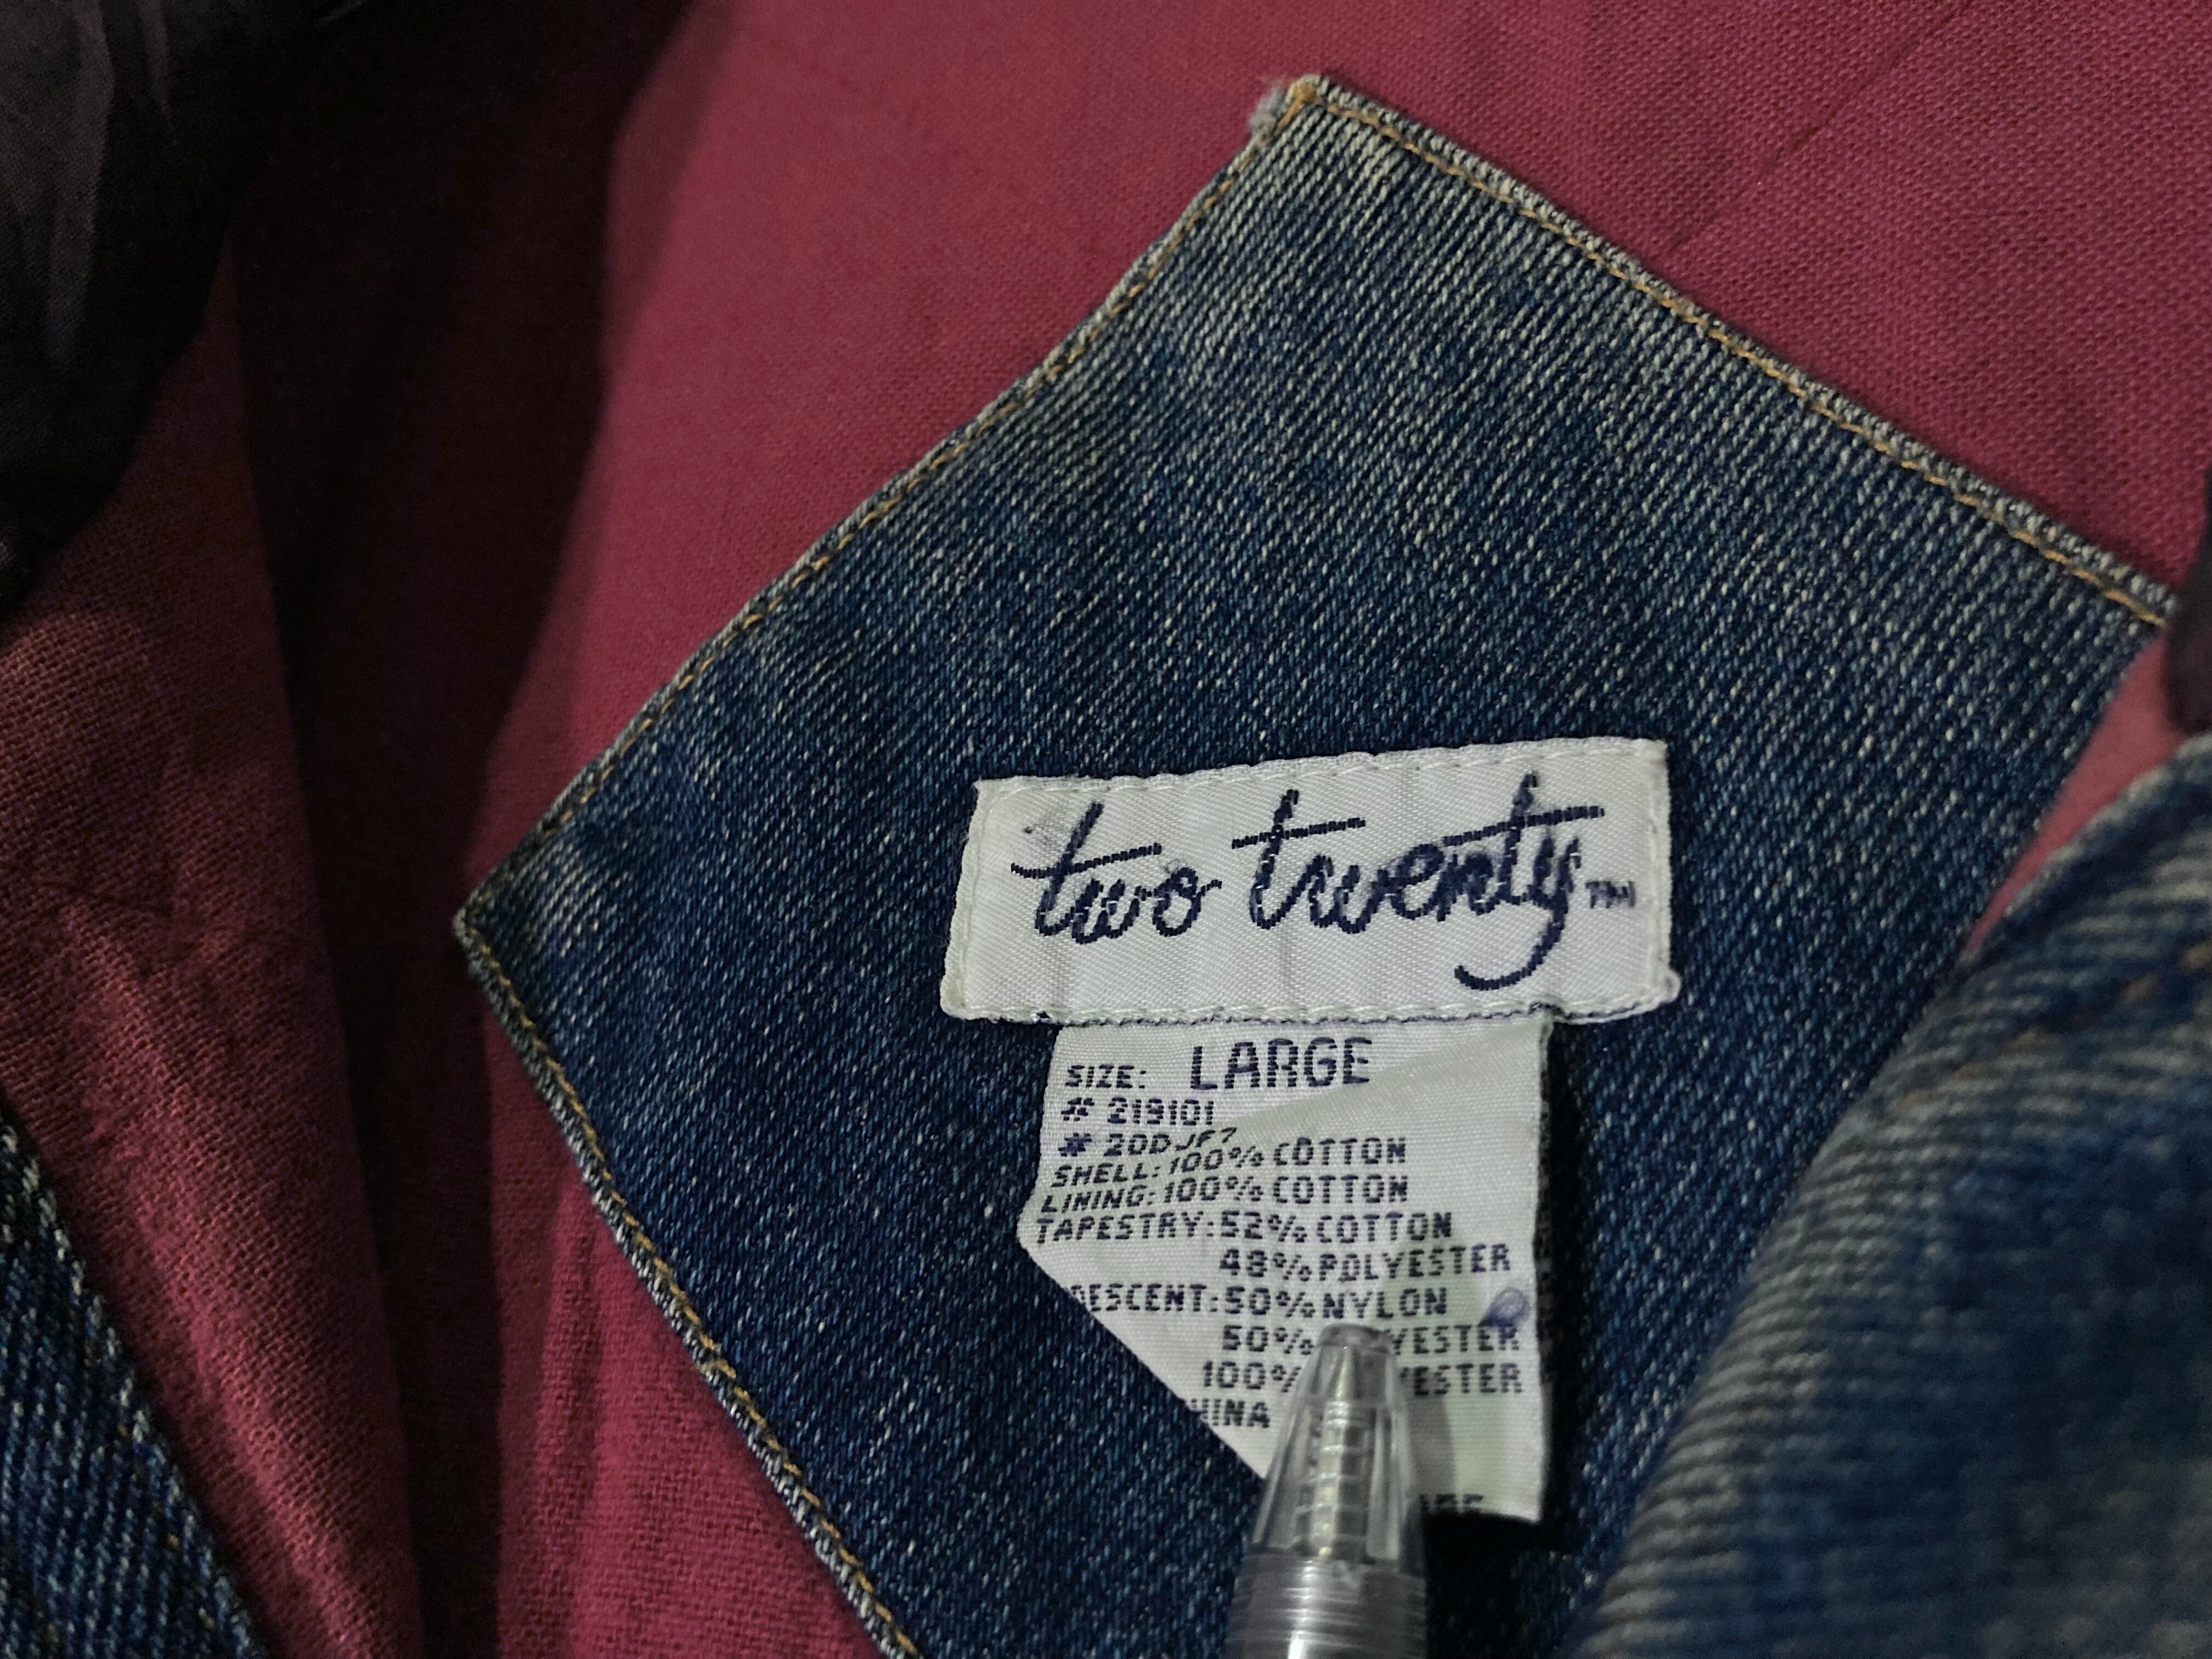 two twenty™
SIZE: LARGE
# 219101
# 20DJF7
SHELL: 100% COTTON
LINING: 100% COTTON
TAPESTRY: 52% COTTON
48% POLYESTER
50% NYLON
50%
100%